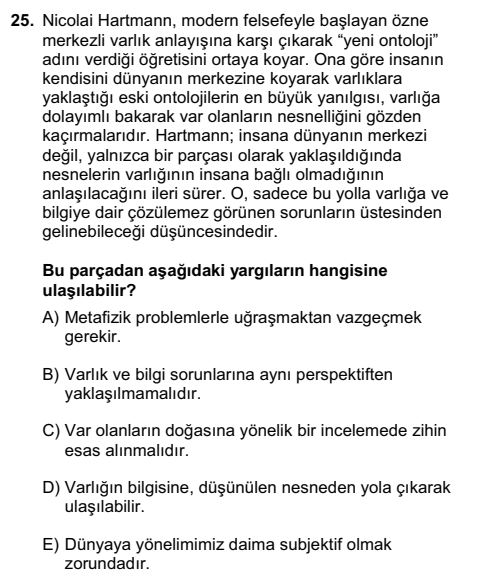 25. Nicolai Hartmann, modern felsefeyle başlayan özne
merkezli varlık anlayışına karşı çıkarak “yeni ontoloji”
adını verdiği öğretisini ortaya koyar. Ona göre insanın
kendisini dünyanın merkezine koyarak varlıklara
yaklaştığı eski ontolojilerin en büyük yanılgısı, varlığa
dolayımlı bakarak var olanların nesnelliğini gözden
kaçırmalarıdır. Hartmann; insana dünyanın merkezi
değil, yalnızca bir parçası olarak yaklaşıldığında
nesnelerin varlığının insana bağlı olmadığının
anlaşılacağını ileri sürer. O, sadece bu yolla varlığa ve
bilgiye dair çözülemez görünen sorunların üstesinden
gelinebileceği düşüncesindedir.
Bu parçadan aşağıdaki yargıların hangisine
ulaşılabilir?
A) Metafizik problemlerle uğraşmaktan vazgeçmek
gerekir.
B) Varlık ve bilgi sorunlarına aynı perspektiften
yaklaşılmamalıdır.
C) Var olanların doğasına yönelik bir incelemede zihin
esas alınmalıdır.
D) Varlığın bilgisine, düşünülen nesneden yola çıkarak
ulaşılabilir.
E) Dünyaya yönelimimiz daima subjektif olmak
zorundadır.